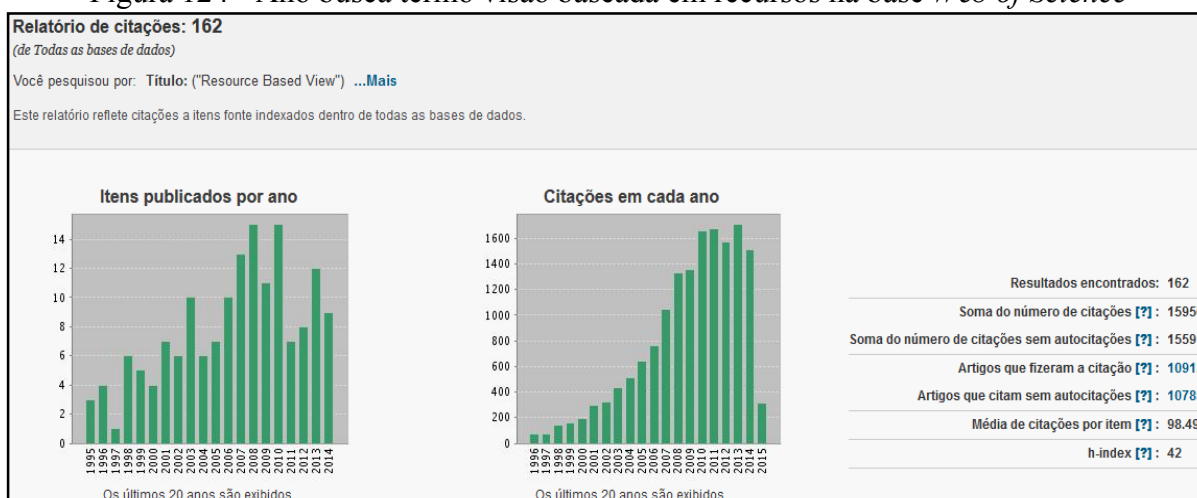 Relatório de citações: 162
(de Todas as bases de dados)
Você pesquisou por: Título: ("Resource Based View") ...Mais
Este relatório reflete citações a itens fonte indexados dentro de todas as bases de dados.
Itens publicados por ano
14
12
10
8
6
4
2
0
1995 1996 1997 1998 1999 2000 2001 2002 2003 2004 2005 2006 2007 2008 2009 2010 2011 2012 2013 2014
Os últimos 20 anos são exibidos
Citações em cada ano
1600
1400
1200
1000
800
600
400
200
0
1996 1997 1998 1999 2000 2001 2002 2003 2004 2005 2006 2007 2008 2009 2010 2011 2012 2013 2014 2015
Os últimos 20 anos são exibidos
Resultados encontrados: 162
Soma do número de citações [?] : 1595
Soma do número de citações sem autocitações [?] : 1559
Artigos que fizeram a citação [?] : 1091
Artigos que citam sem autocitações [?] : 1078
Média de citações por item [?] : 98.49
h-index [?] : 42